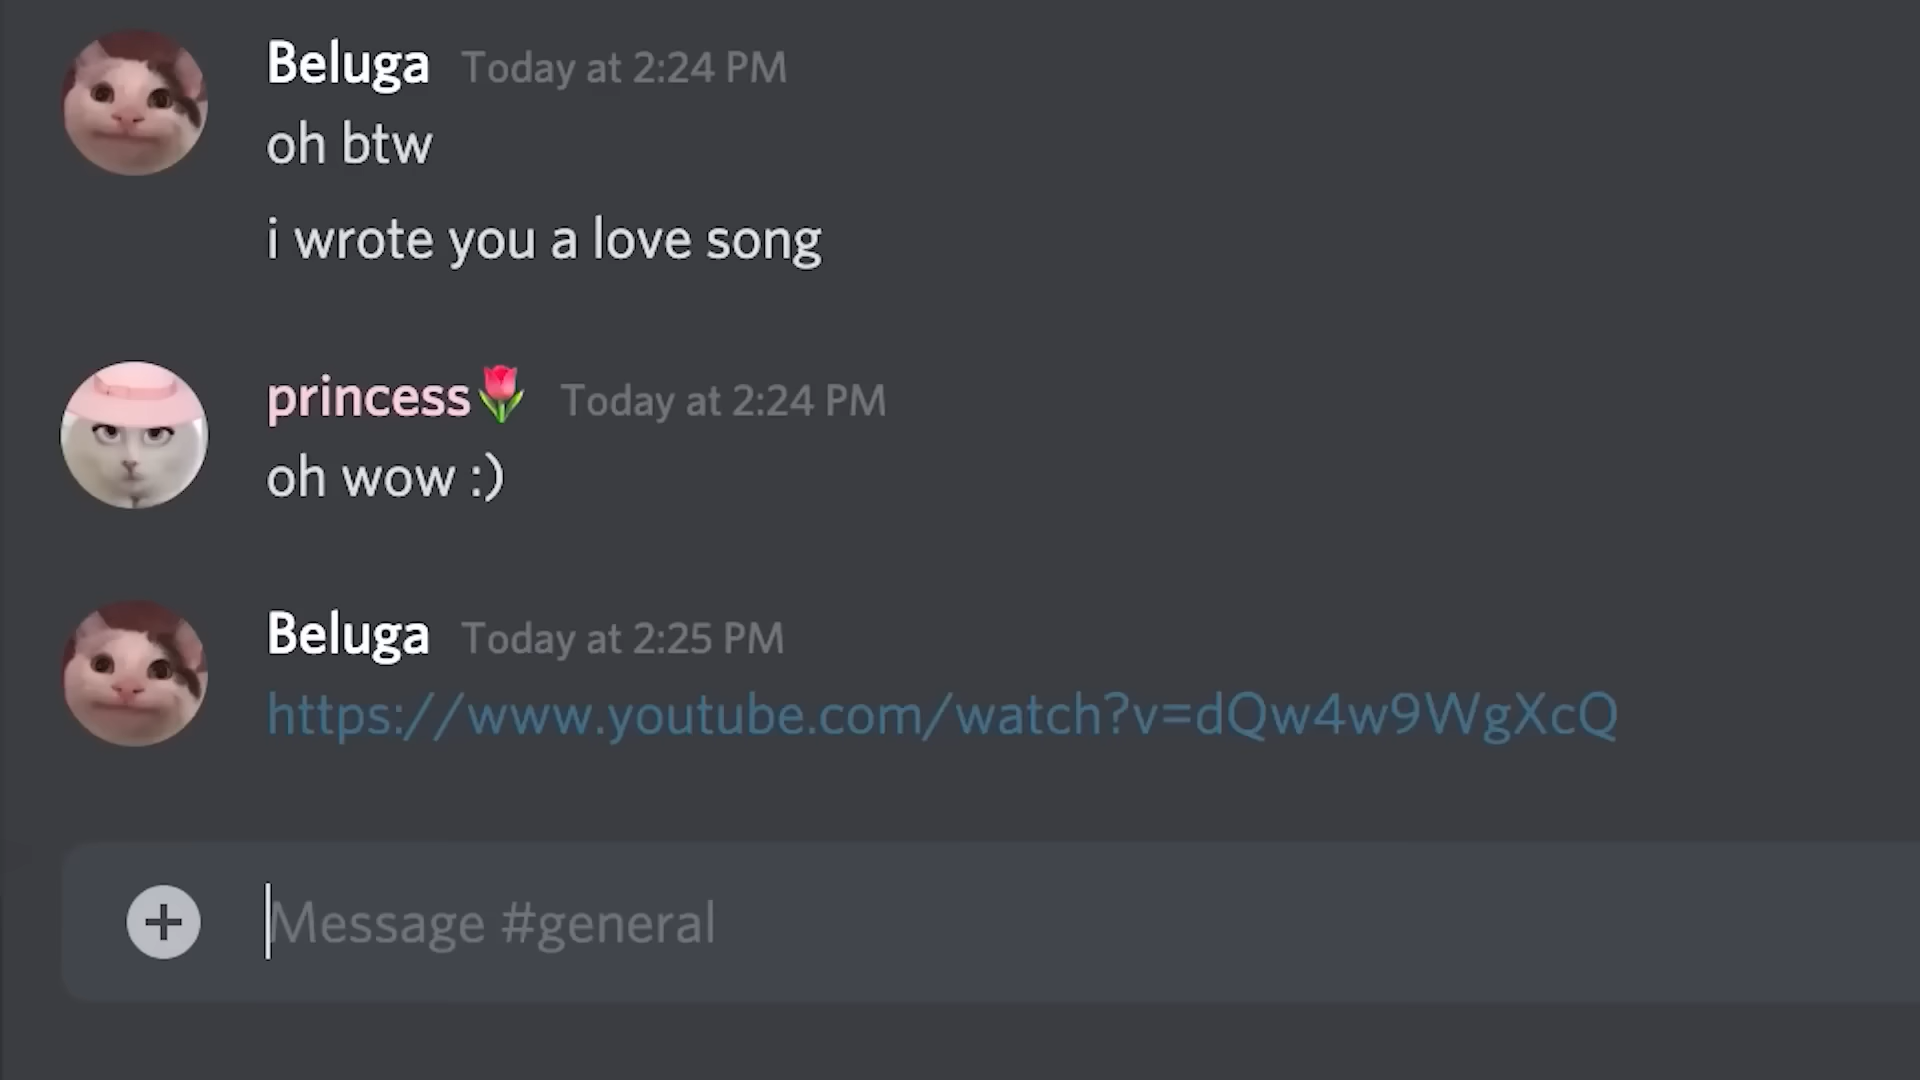 Beluga Today at 2:24 PM
oh btw
i wrote you a love song
princess🌷 Today at 2:24 PM
oh wow :)
Beluga Today at 2:25 PM
https://www.youtube.com/watch?v=dQw4w9WgXcQ
Message #general